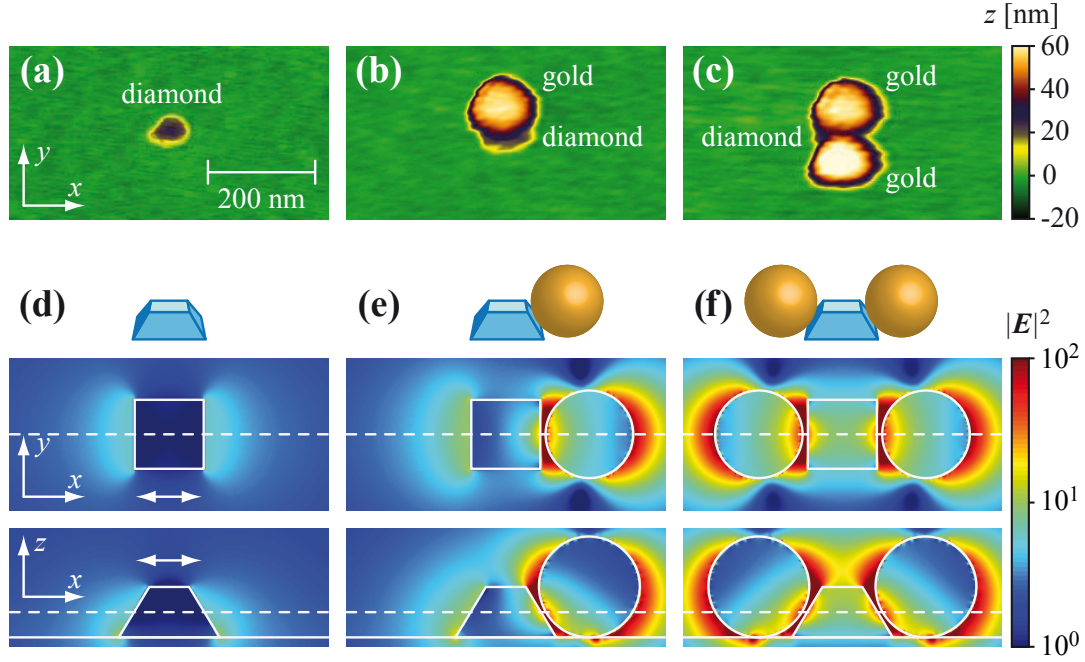 z [nm]
(a)
diamond
y
x
200 nm
(b)
gold
diamond
(c)
gold
diamond
gold
60
40
20
0
-20
(d)
(e)
(f)
|E|²
y
x
z
x
10²
10¹
10⁰